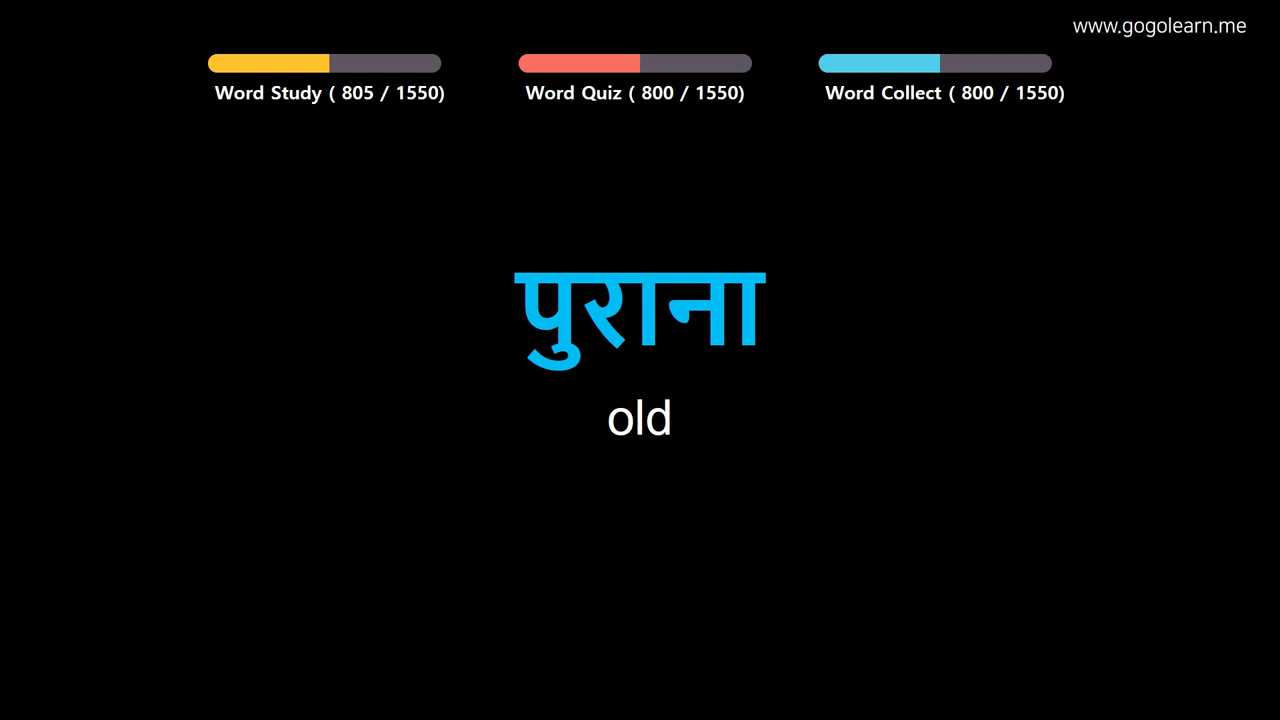 www.gogolearn.me
Word Study ( 805 / 1550)
Word Quiz ( 800 / 1550)
Word Collect ( 800 / 1550)
पुराना
old